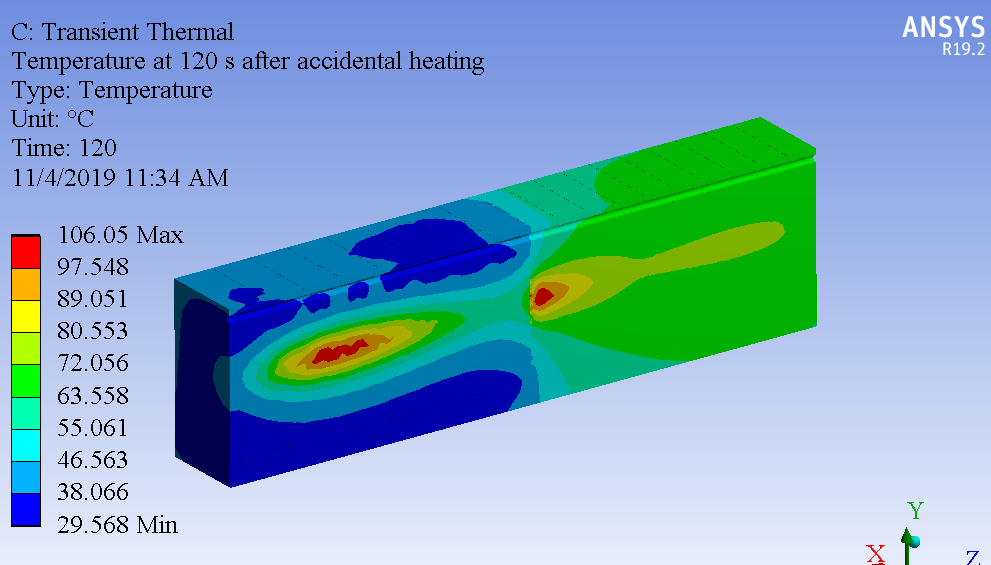 C: Transient Thermal
Temperature at 120 s after accidental heating
Type: Temperature
Unit: °C
Time: 120
11/4/2019 11:34 AM
ANSYS
R19.2
106.05 Max
97.548
89.051
80.553
72.056
63.558
55.061
46.563
38.066
29.568 Min
Y
X
Z